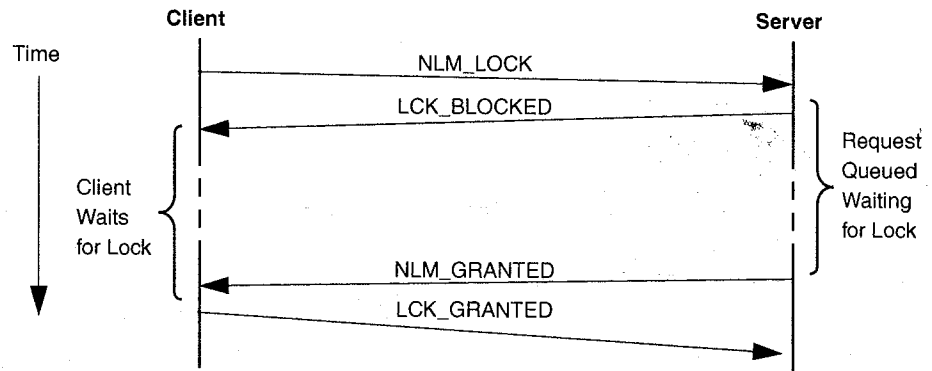 Client
Server
Time
NLM_LOCK
LCK_BLOCKED
Request
Queued
Waiting
for Lock
Client
Waits
for Lock
NLM_GRANTED
LCK_GRANTED